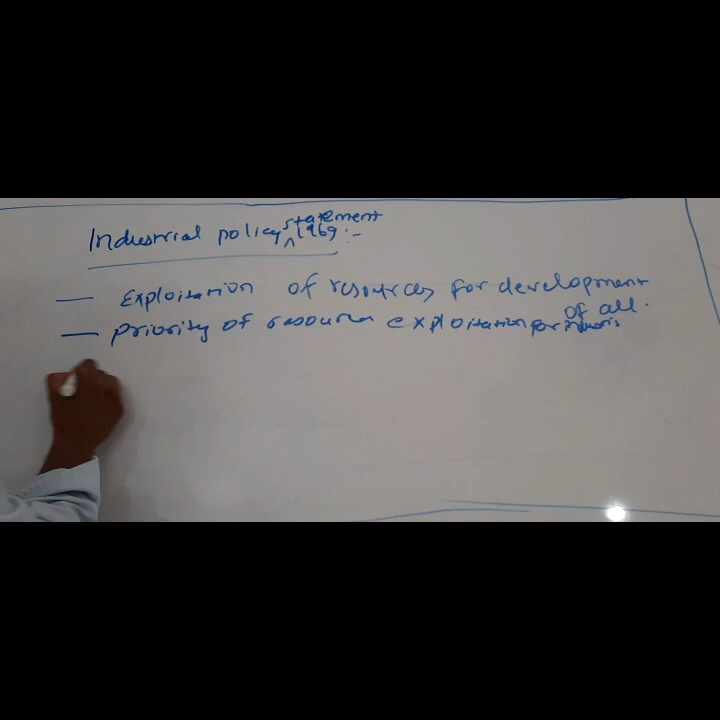 Industrial policy statement 1969 :-
— Exploitation of resources for development of all.
— priority of resource exploitation for